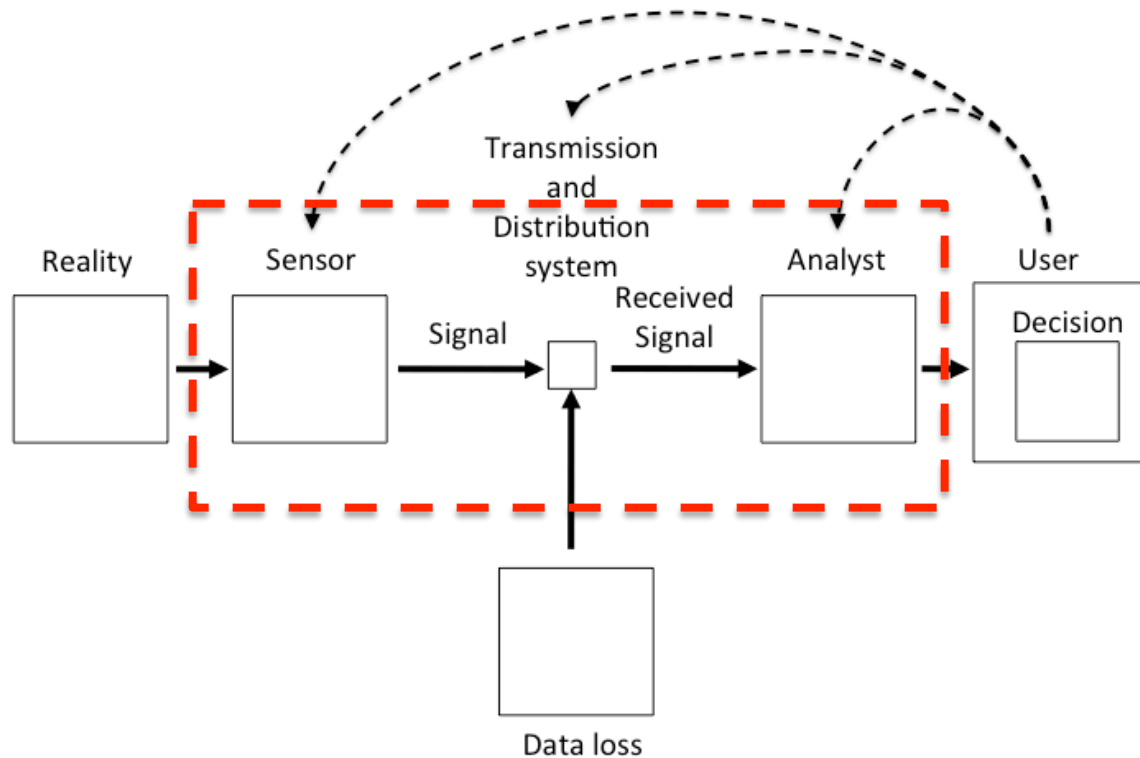 Transmission
and
Distribution
system
Reality
Sensor
Analyst
User
Signal
Received
Signal
Decision
Data loss